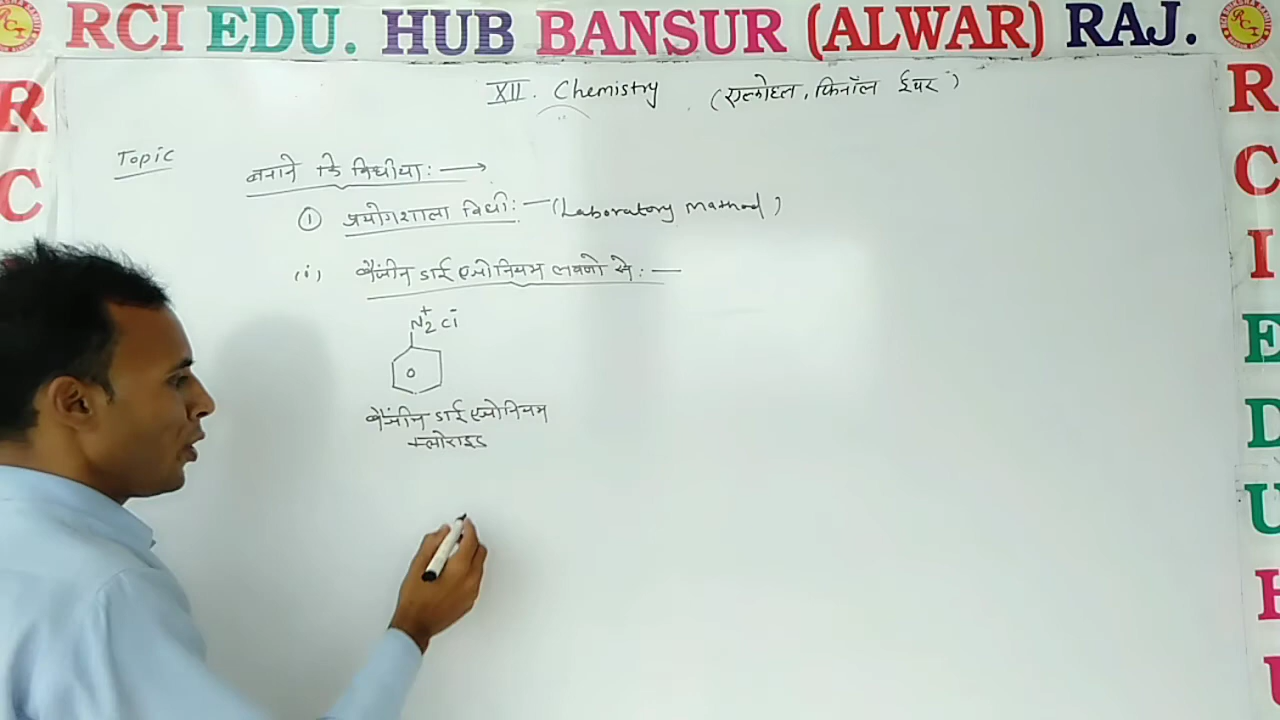 RCI EDU. HUB BANSUR (ALWAR) RAJ.
XII. Chemistry (एल्कोहल, फिनॉल ईथर)
Topic
बनाने कि विधीया: →
① प्रयोगशाला विधी: — (Laboratory Mathod)
(i) बैंजीन डाई एजोनियम लवणो से: —
N₂⁺ Cl⁻
बैंजीन डाई एजोनियम
क्लोराइड
R
C
R
C
I
E
D
U
H
U